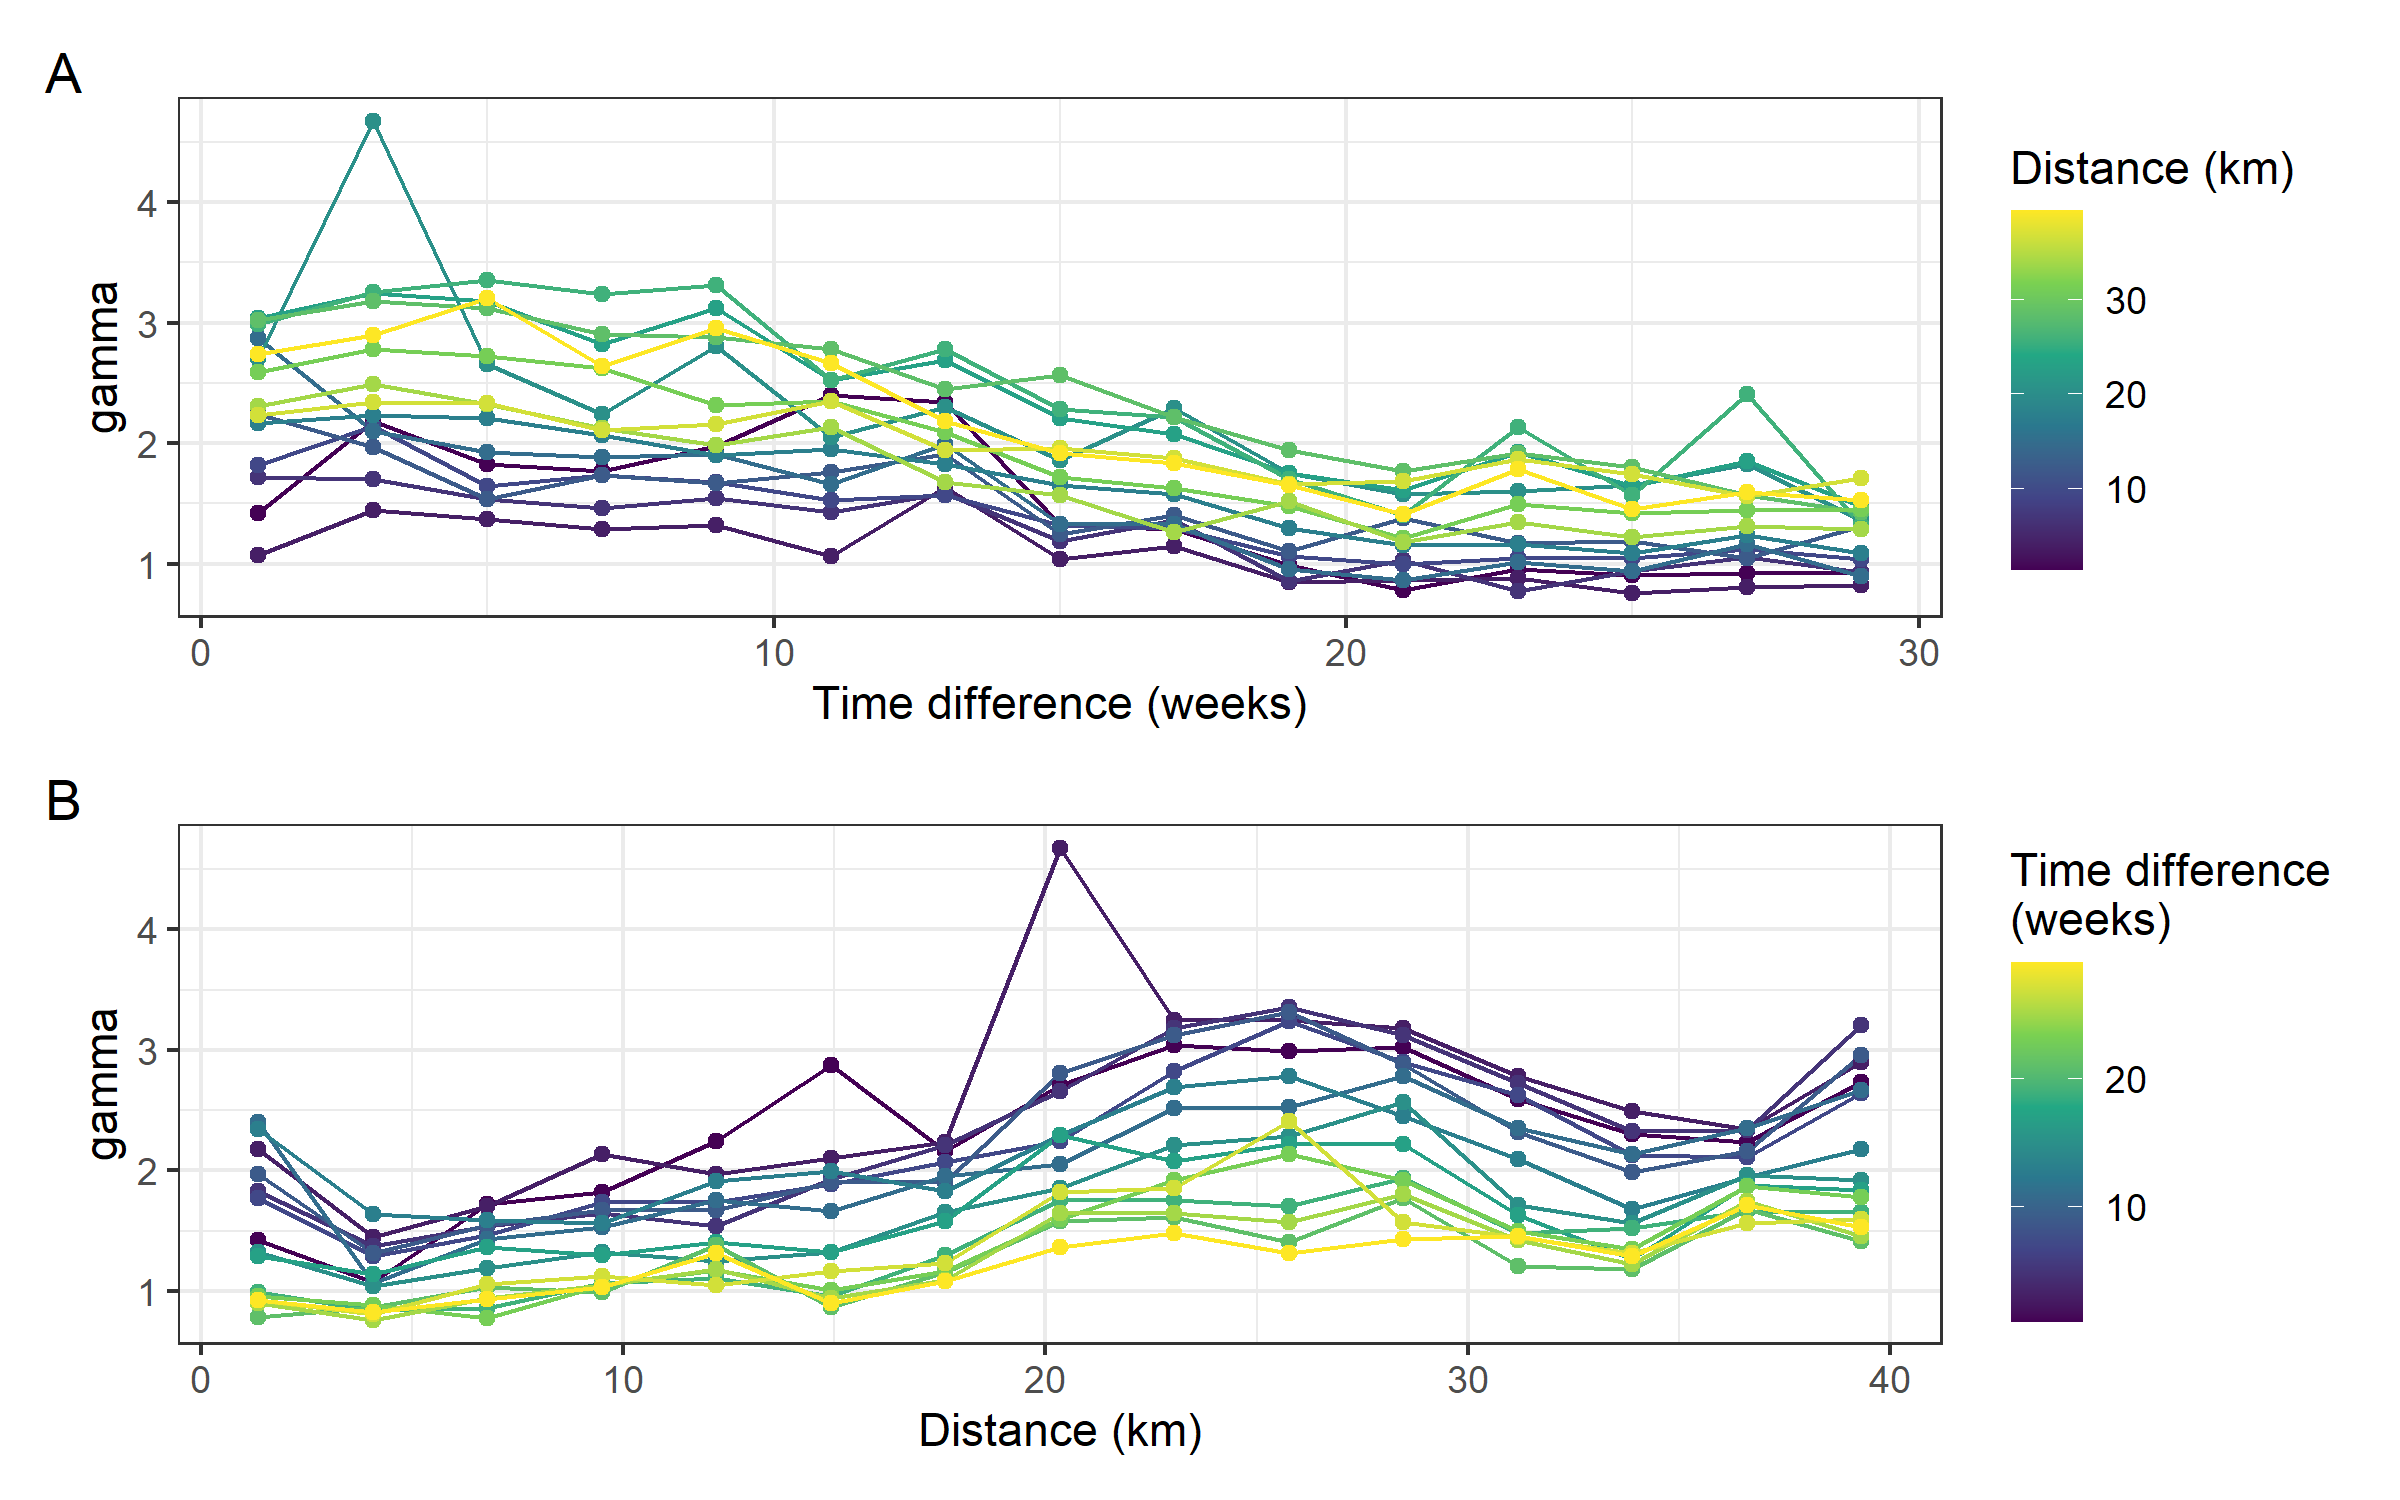 A
gamma
4
3
2
1
0 10 20 30
Time difference (weeks)
Distance (km)
30
20
10
B
gamma
4
3
2
1
0 10 20 30 40
Distance (km)
Time difference
(weeks)
20
10